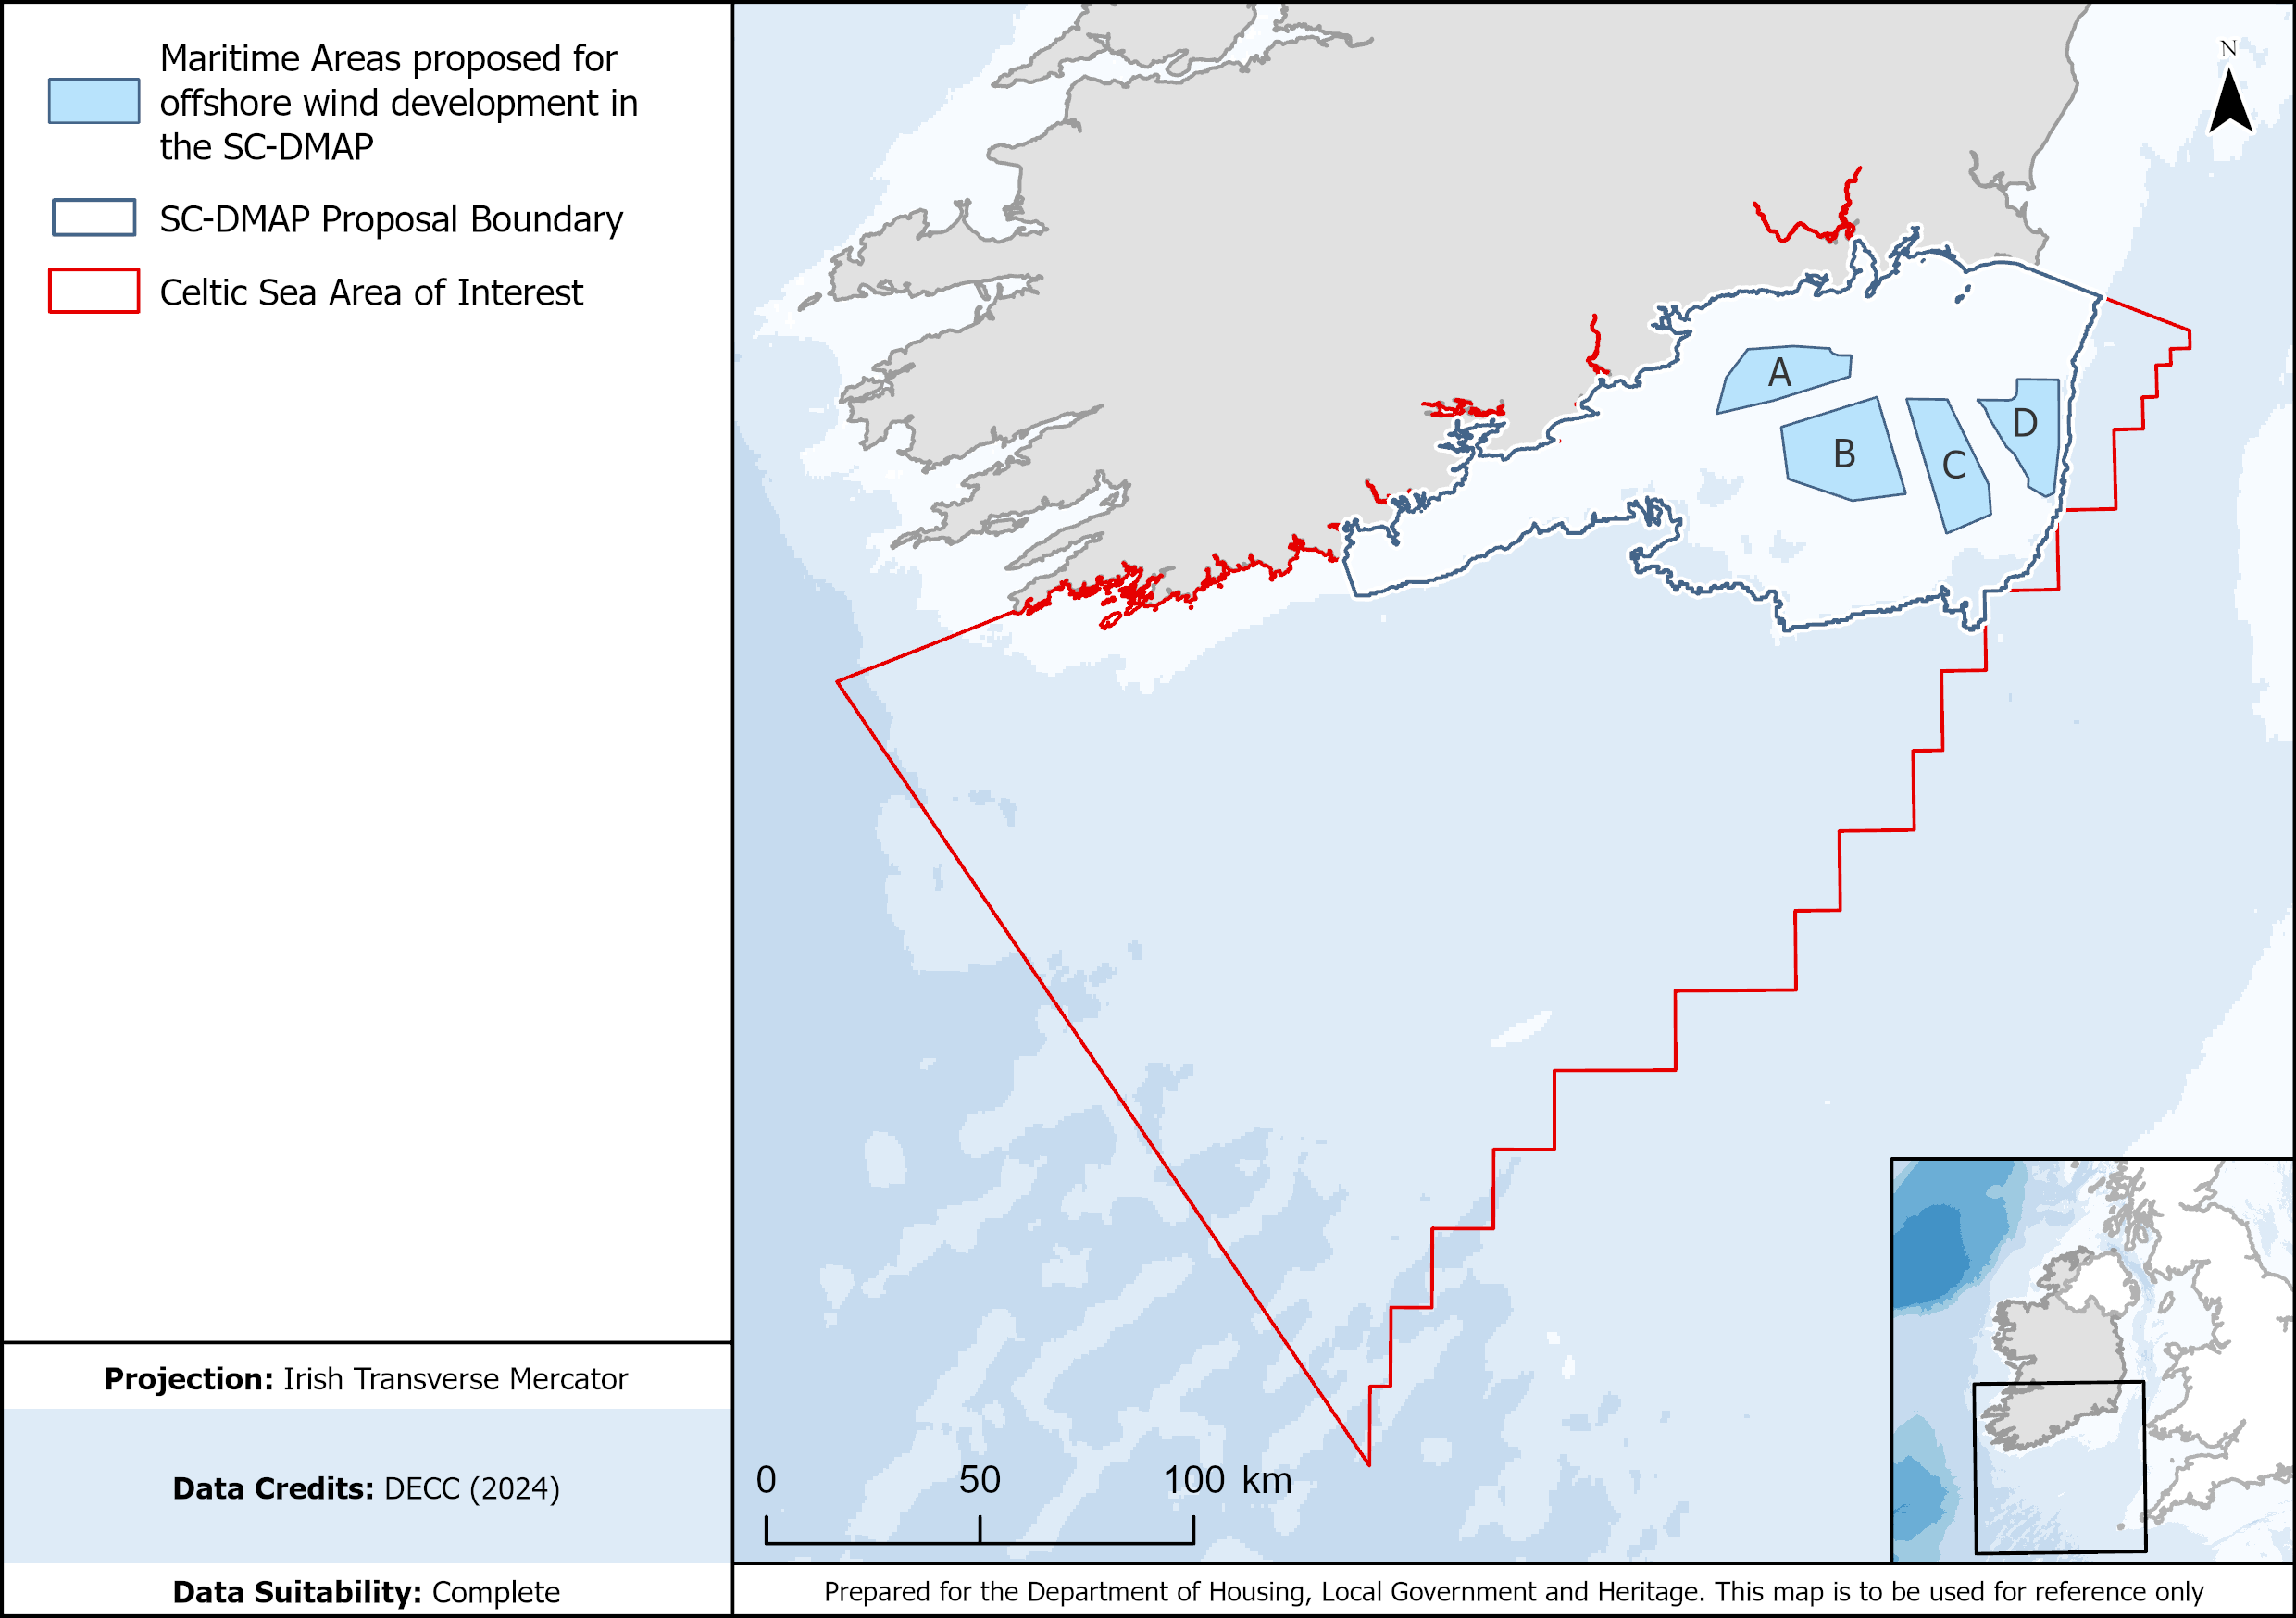 Maritime Areas proposed for
offshore wind development in
the SC-DMAP
SC-DMAP Proposal Boundary
Celtic Sea Area of Interest
Projection: Irish Transverse Mercator
Data Credits: DECC (2024)
Data Suitability: Complete
N
A
B
C
D
0 50 100 km
Prepared for the Department of Housing, Local Government and Heritage. This map is to be used for reference only